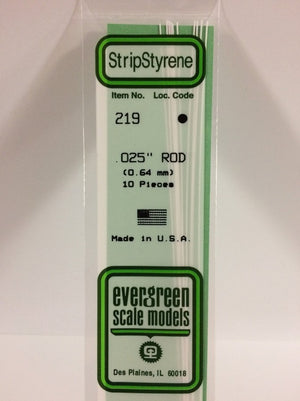 StripStyrene
Item No. Loc. Code
219
.025" ROD
(0.64 mm)
10 Pieces
Made in U.S.A.
evergreen
scale models
Des Plaines, IL 60018